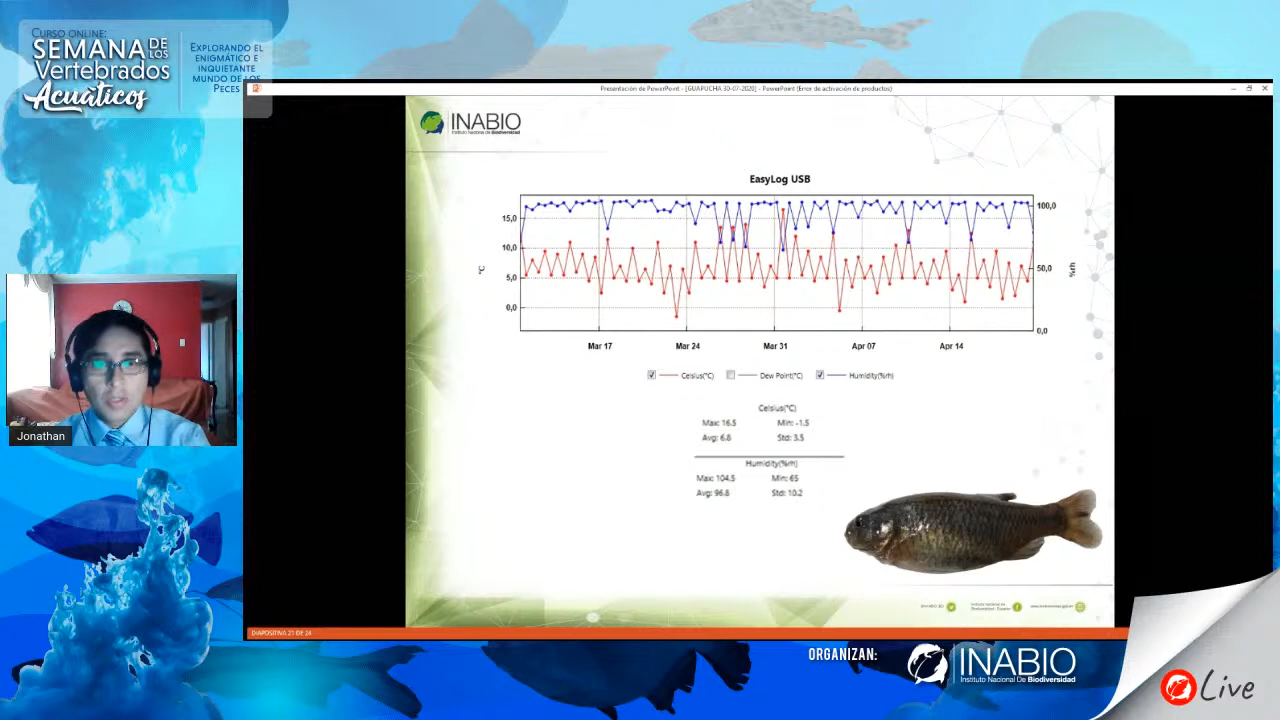 CURSO ONLINE:
SEMANA DE LOS
Vertebrados
Acuàticos
EXPLORANDO EL
ENIGMÁTICO E
INQUIETANTE
MUNDO DE LOS
PECES
Presentación de PowerPoint - [GUAPUCHA 30-07-2020] - PowerPoint (Error de activación de productos)
INABIO
Instituto Nacional de Biodiversidad
EasyLog USB
15,0
10,0
5,0
0,0
°C
100,0
50,0
0,0
%rh
Mar 17 Mar 24 Mar 31 Apr 07 Apr 14
Celsius(°C) Dew Point(°C) Humidity(%rh)
Celsius(°C)
Max: 16.5 Min: -1.5
Avg: 6.8 Std: 3.5
Humidity(%rh)
Max: 104.5 Min: 65
Avg: 96.8 Std: 10.2
Jonathan
DIAPOSITIVA 21 DE 24
ORGANIZAN:
INABIO
Instituto Nacional De Biodiversidad
Live